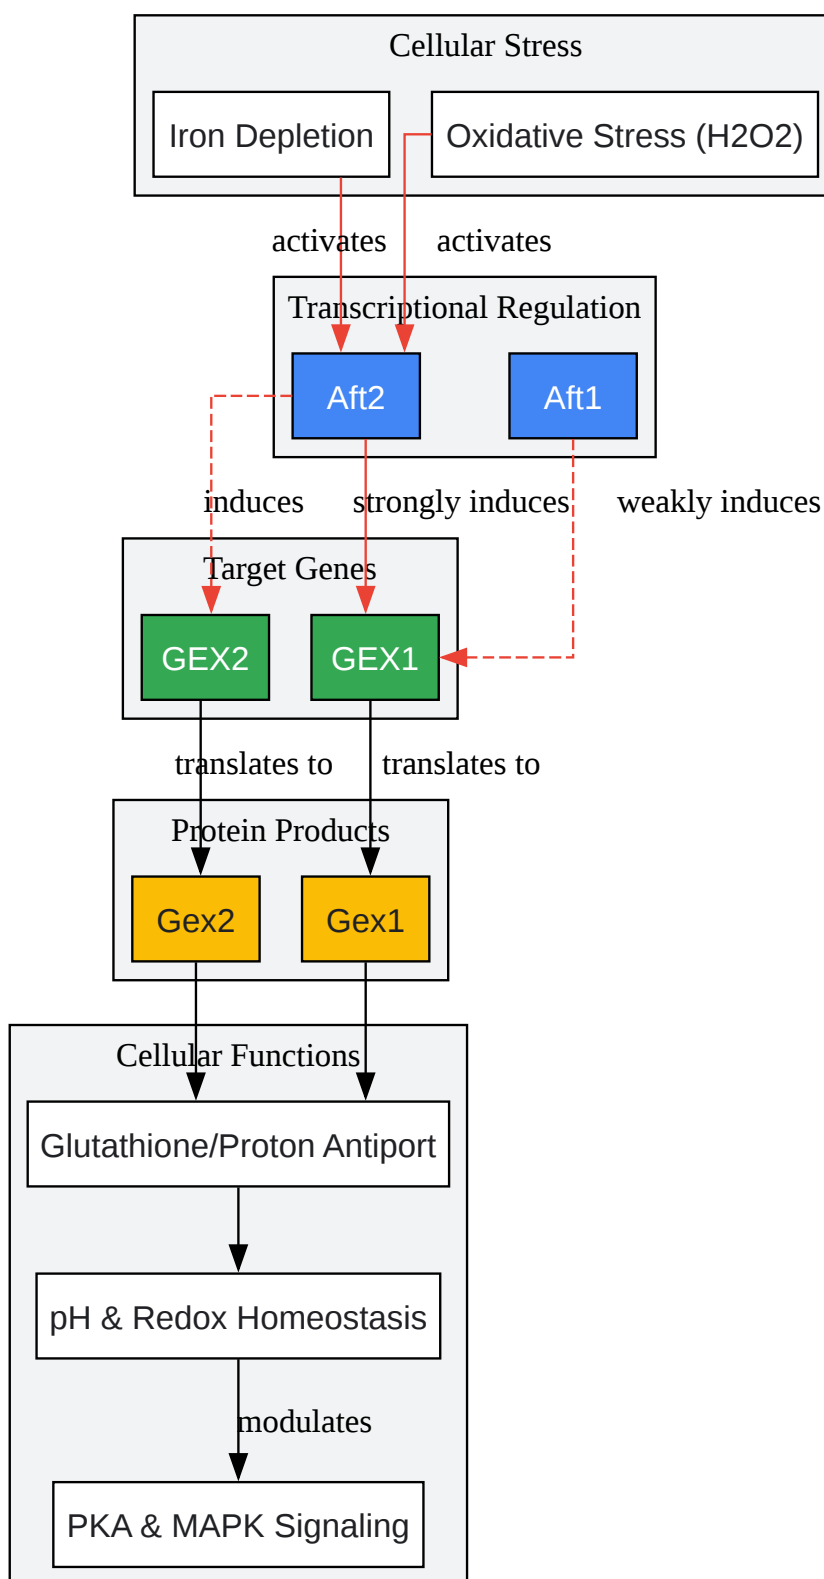 Cellular Stress
Iron Depletion
Oxidative Stress (H2O2)
activates
activates
Transcriptional Regulation
Aft2
Aft1
induces
strongly induces
weakly induces
Target Genes
GEX2
GEX1
translates to
translates to
Protein Products
Gex2
Gex1
Cellular Functions
Glutathione/Proton Antiport
pH & Redox Homeostasis
modulates
PKA & MAPK Signaling